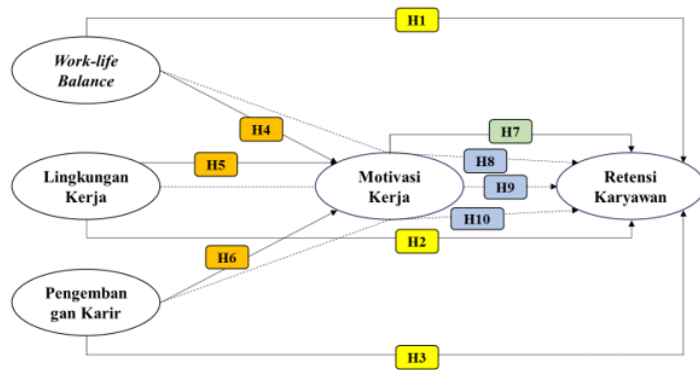 H1
Work-life
Balance
H4
H7
H5
H8
Lingkungan
Kerja
Motivasi
Kerja
H9
Retensi
Karyawan
H10
H2
H6
Pengemban
gan Karir
H3